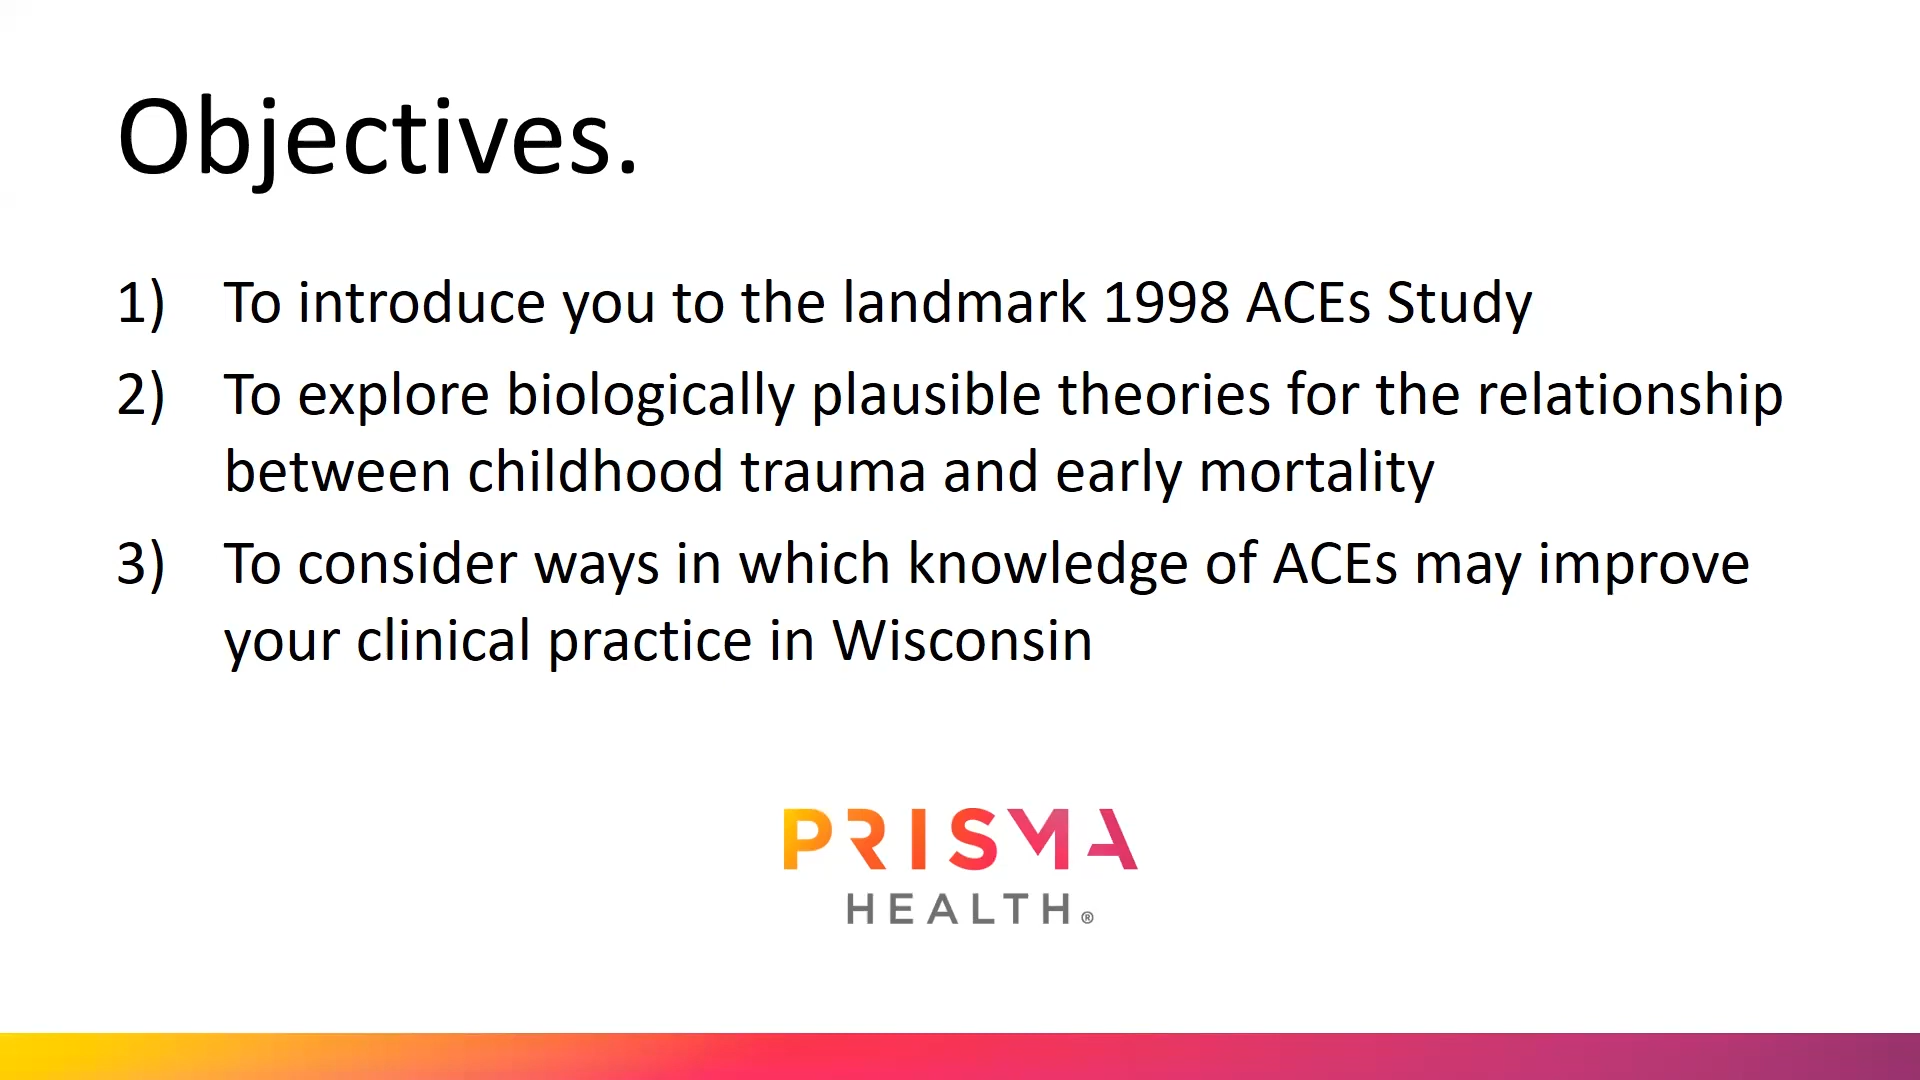 Objectives.
1) To introduce you to the landmark 1998 ACEs Study
2) To explore biologically plausible theories for the relationship
between childhood trauma and early mortality
3) To consider ways in which knowledge of ACEs may improve
your clinical practice in Wisconsin
PRISMA
HEALTH®